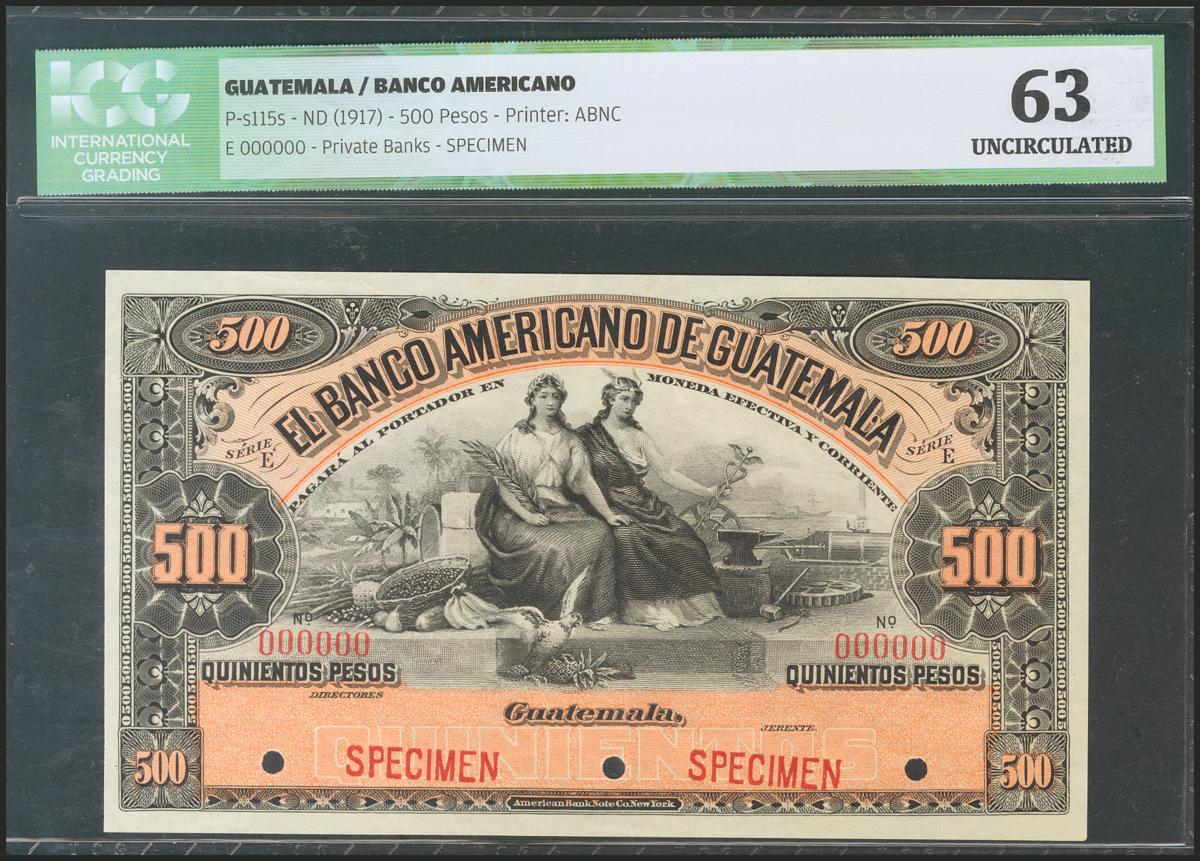 ICG
INTERNATIONAL
CURRENCY
GRADING
GUATEMALA / BANCO AMERICANO
P-s115s - ND (1917) - 500 Pesos - Printer: ABNC
E 000000 - Private Banks - SPECIMEN
63
UNCIRCULATED
500
500
EL BANCO AMERICANO DE GUATEMALA
PAGARA AL PORTADOR EN MONEDA EFECTIVA Y CORRIENTE
SÉRIE E
SÉRIE E
500
500
Nº 000000
Nº 000000
QUINIENTOS PESOS
QUINIENTOS PESOS
DIRECTORES
Guatemala,
JERENTE.
QUINIENTOS
SPECIMEN
SPECIMEN
500
500
American Bank Note Co. New York